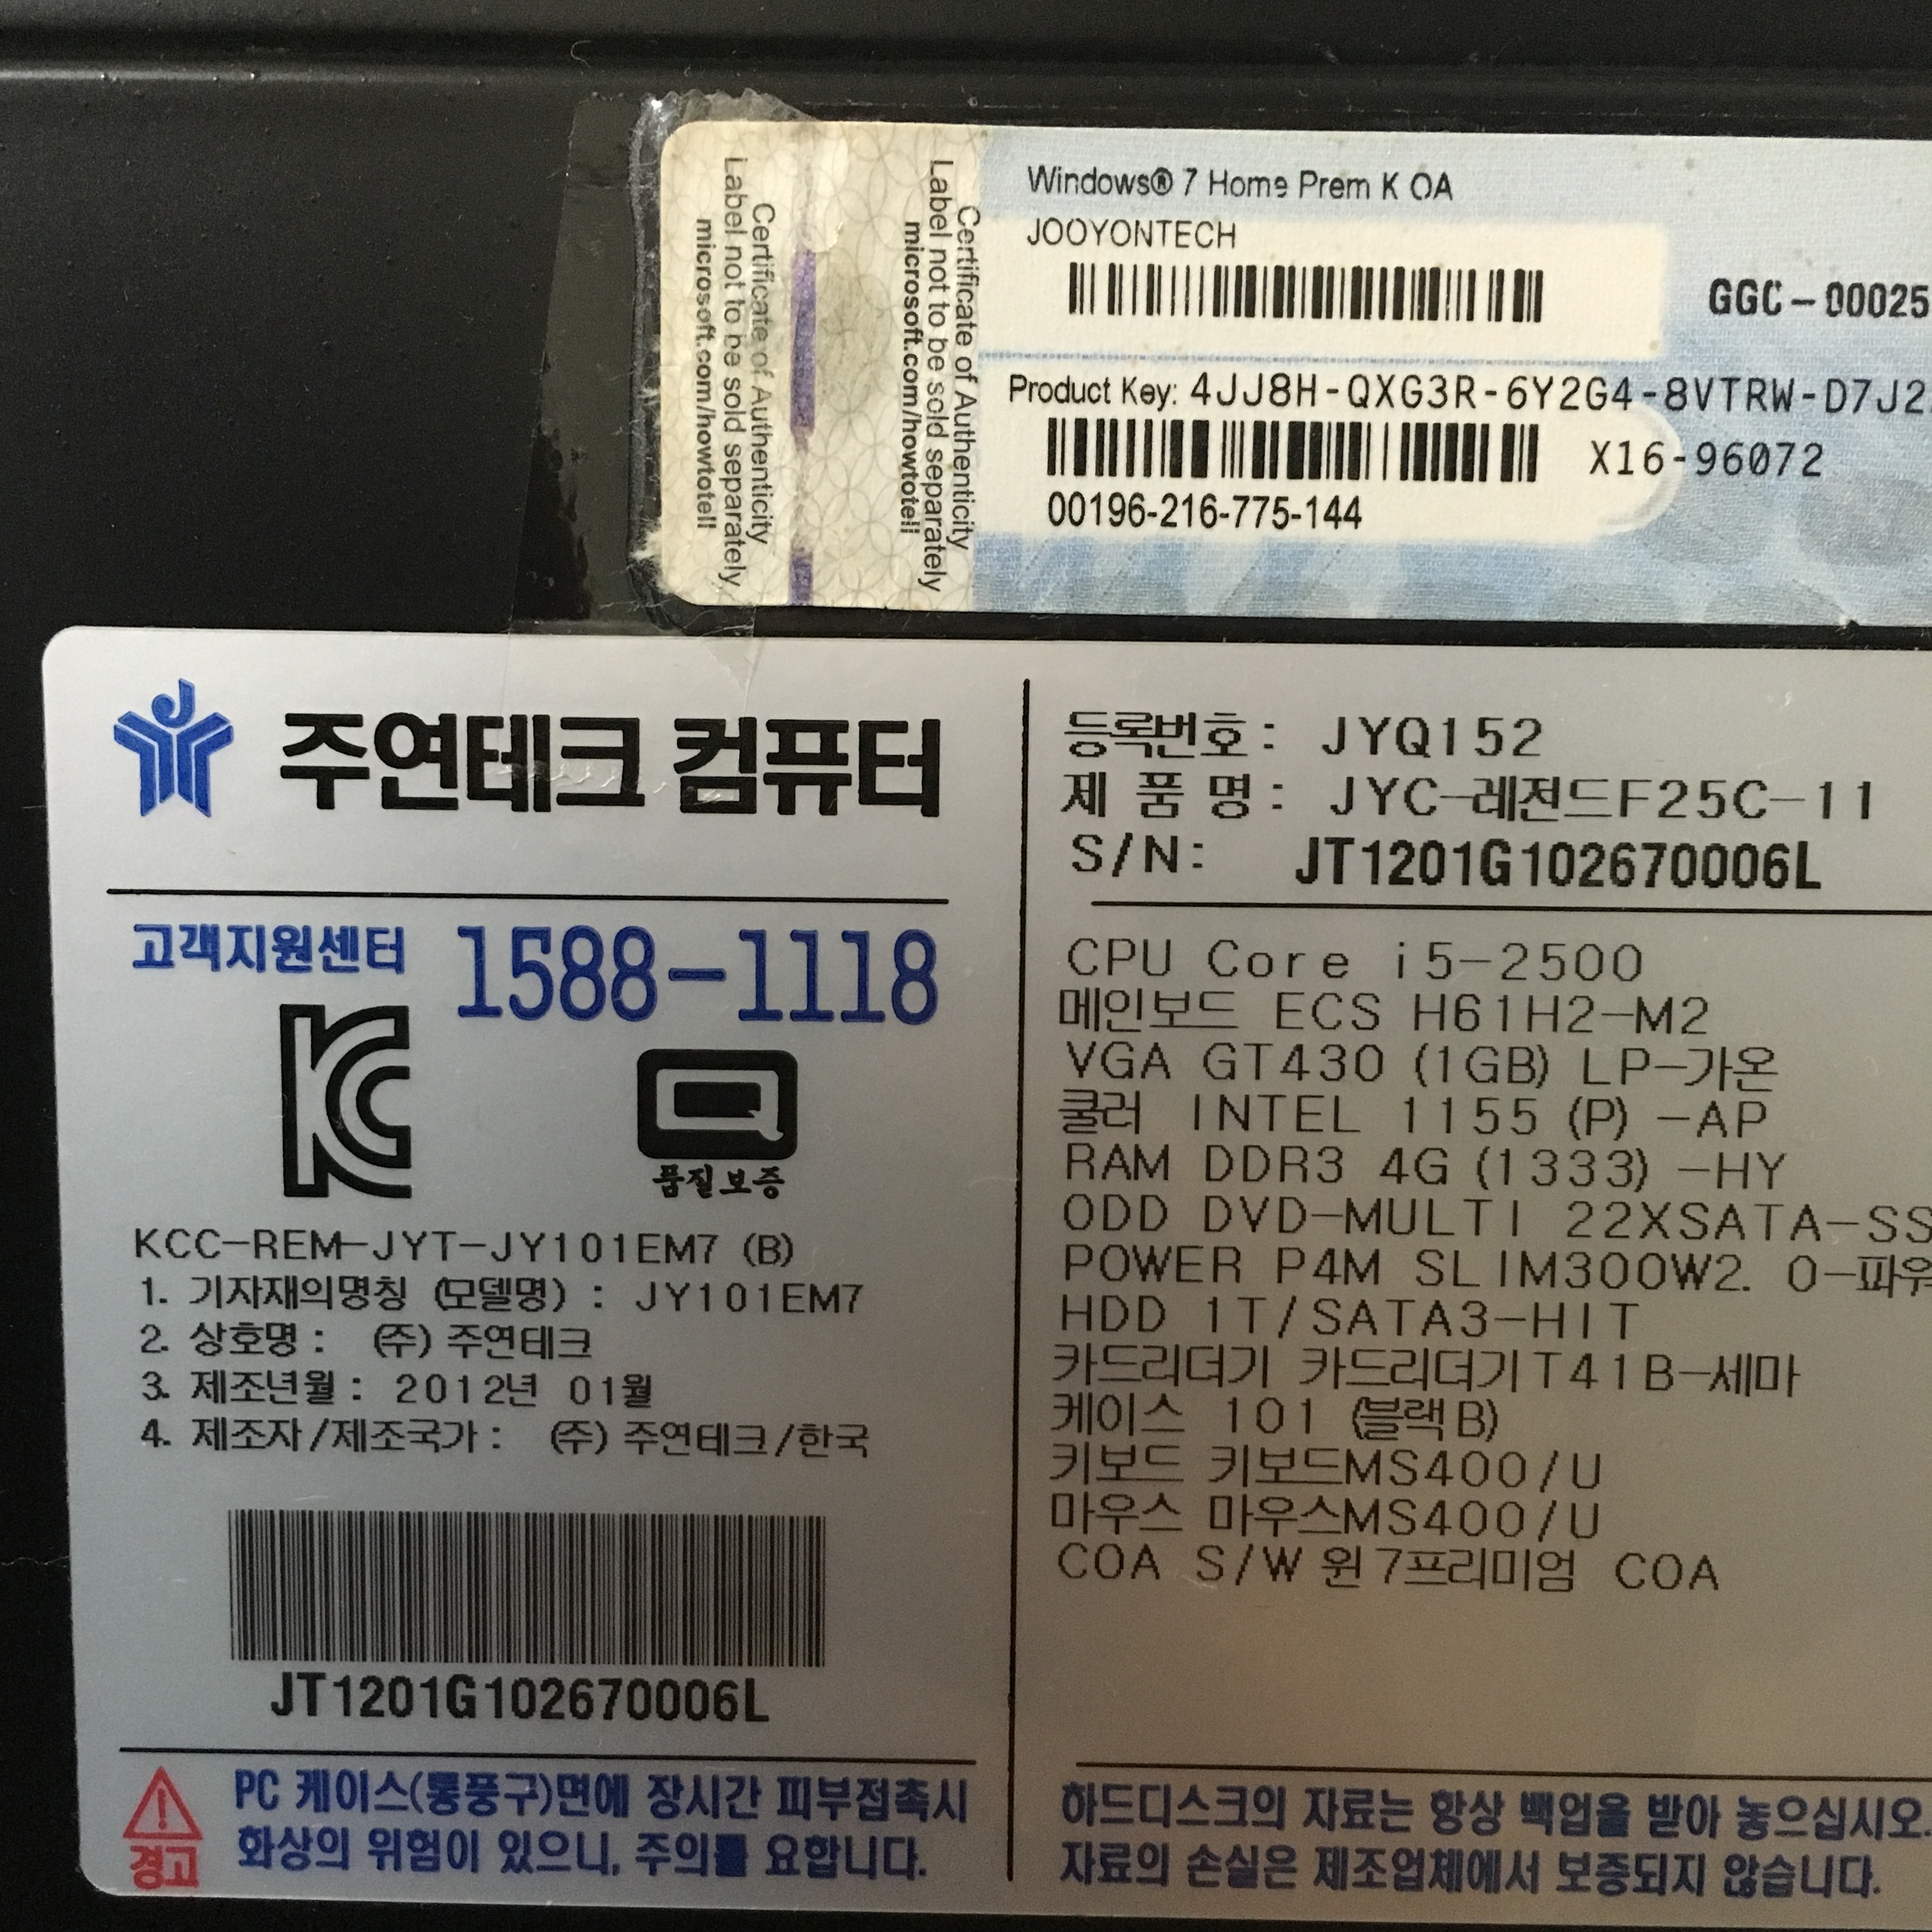 Certificate of Authenticity
Label not to be sold separately
microsoft.com/howtotell
Certificate of Authenticity
Label not to be sold separately
microsoft.com/howtotell
Windows® 7 Home Prem K OA
JOOYONTECH
GGC-00025
Product Key: 4JJ8H-QXG3R-6Y2G4-8VTRW-D7J2
X16-96072
00196-216-775-144
주연테크 컴퓨터
고객지원센터 1588-1118
품질보증
KCC-REM-JYT-JY101EM7 (B)
1. 기자재의명칭 (모델명) : JY101EM7
2. 상호명 : (주) 주연테크
3. 제조년월 : 2012년 01월
4. 제조자/제조국가 : (주) 주연테크/한국
JT1201G102670006L
경고
PC 케이스(통풍구)면에 장시간 피부접촉시
화상의 위험이 있으니, 주의를 요합니다.
등록번호 : JYQ152
제 품 명 : JYC-레전드F25C-11
S/N: JT1201G102670006L
CPU Core i5-2500
메인보드 ECS H61H2-M2
VGA GT430 (1GB) LP-가온
쿨러 INTEL 1155 (P) -AP
RAM DDR3 4G (1333) -HY
ODD DVD-MULTI 22XSATA-SS
POWER P4M SLIM300W2. 0-파워
HDD 1T/SATA3-HIT
카드리더기 카드리더기T41B-세마
케이스 101 (블랙B)
키보드 키보드MS400/U
마우스 마우스MS400/U
COA S/W 윈7프리미엄 COA
하드디스크의 자료는 항상 백업을 받아 놓으십시오.
자료의 손실은 제조업체에서 보증되지 않습니다.